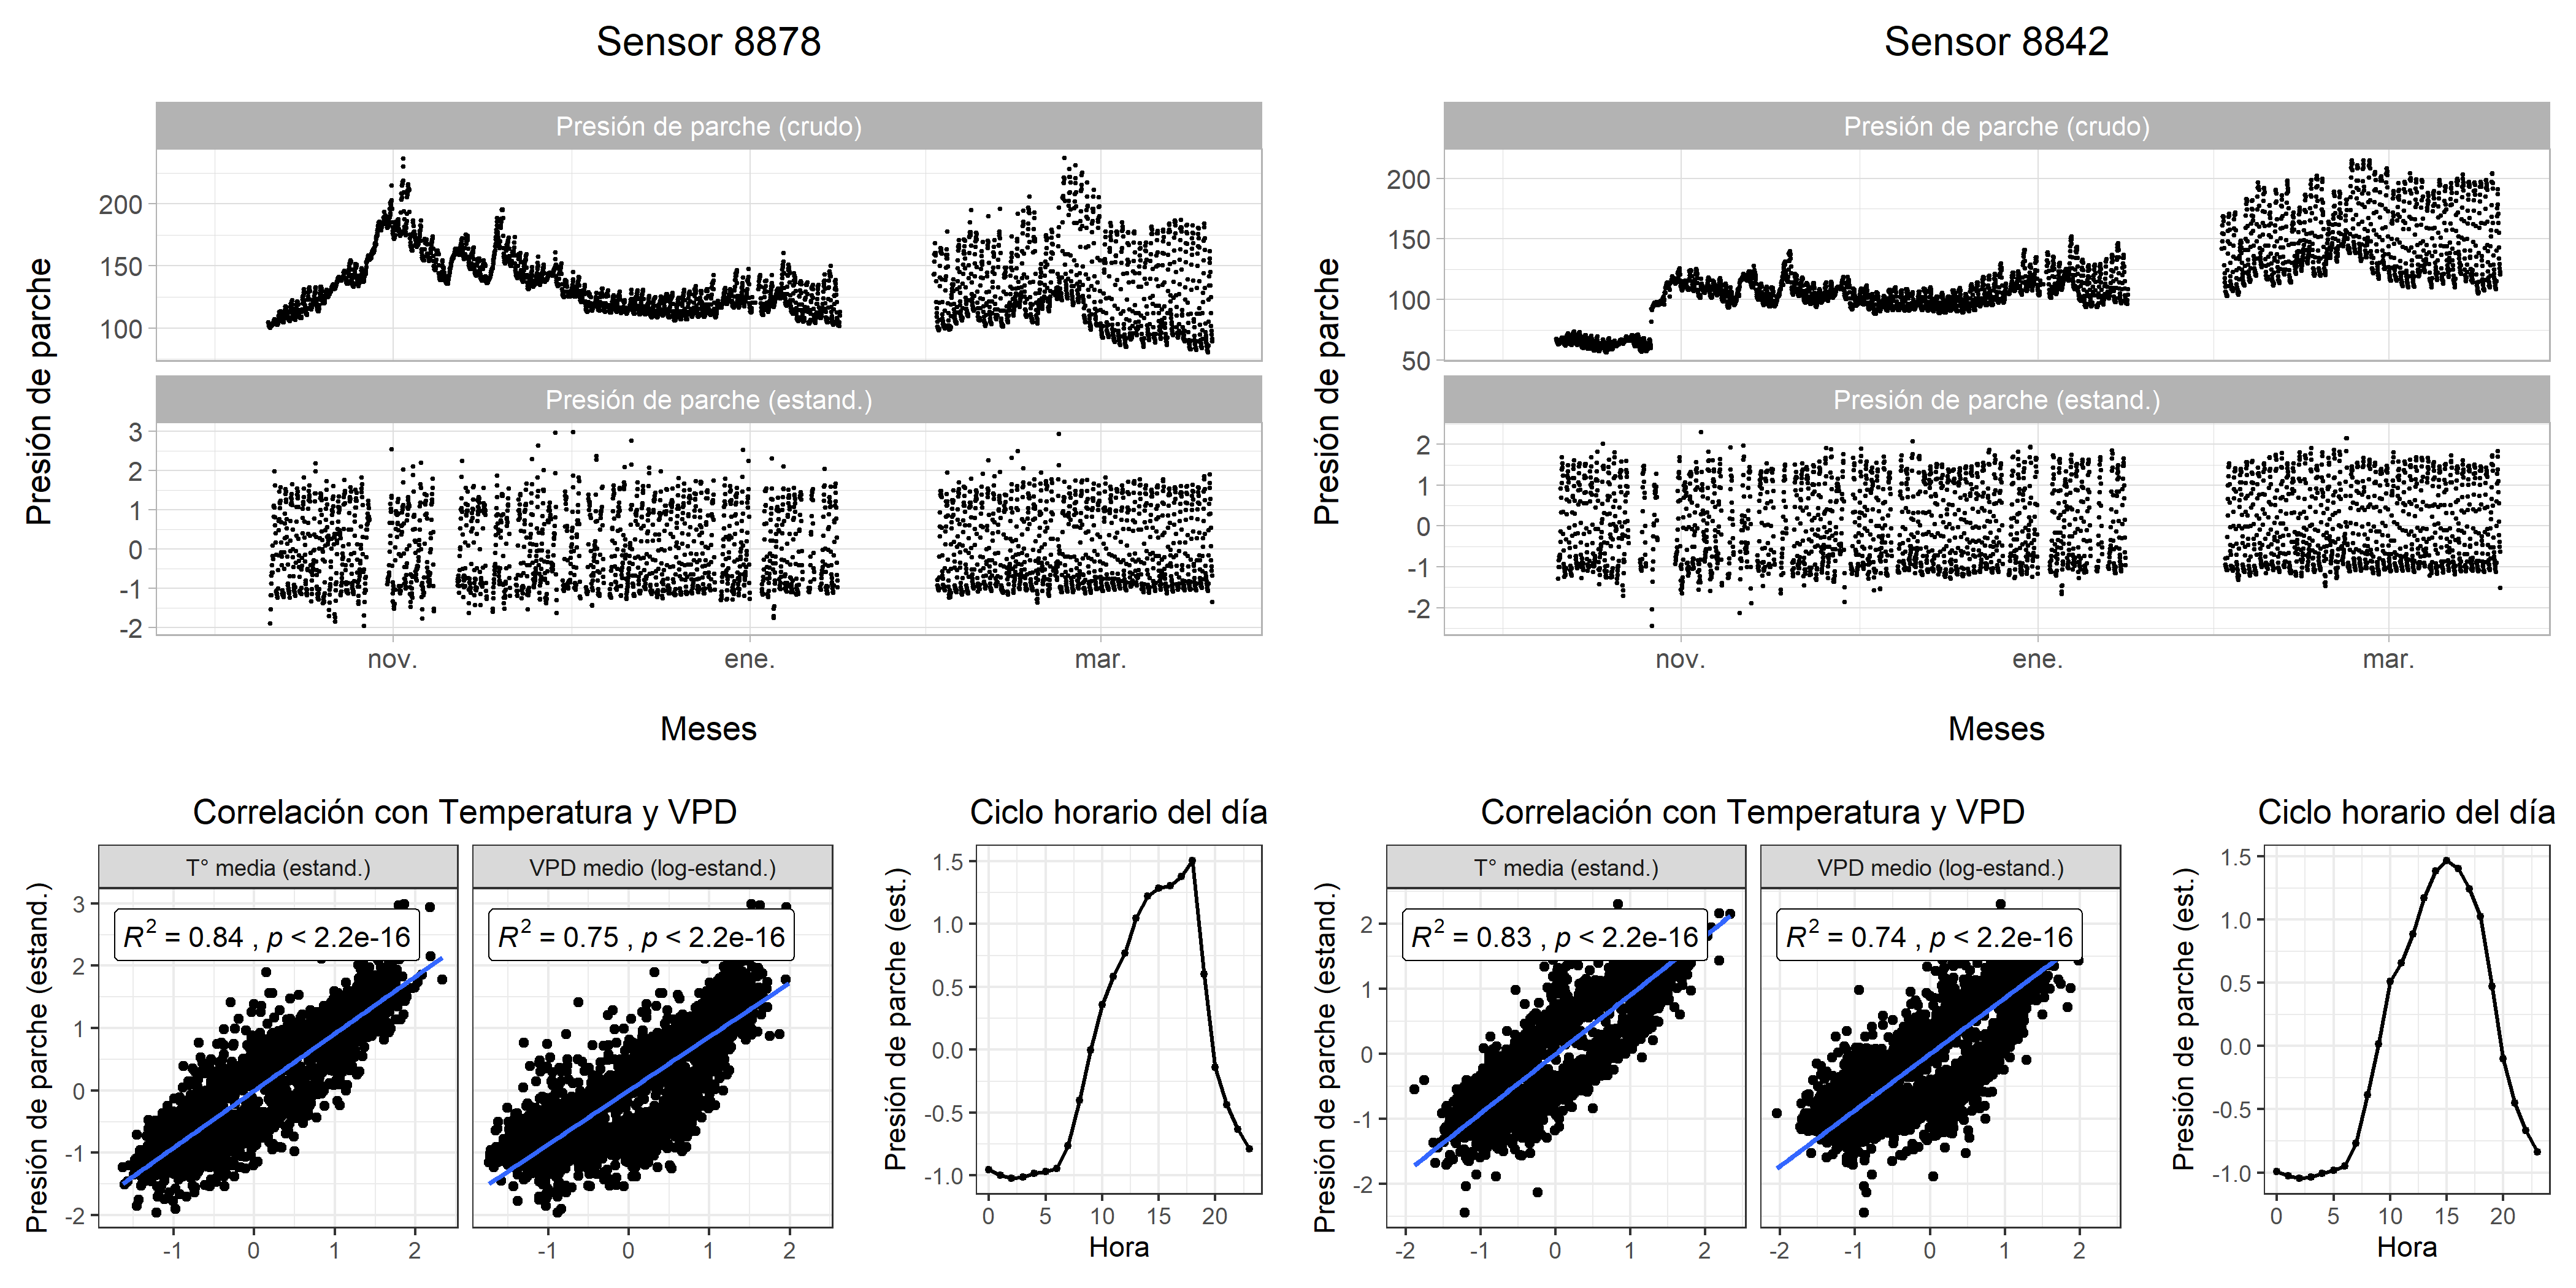 Sensor 8878
Presión de parche (crudo)
200
150
100
Presión de parche (estand.)
3
2
1
0
-1
-2
Presión de parche
nov.
ene.
mar.
Meses
Correlación con Temperatura y VPD
T° media (estand.)
VPD medio (log-estand.)
R² = 0.84 , p < 2.2e-16
R² = 0.75 , p < 2.2e-16
Presión de parche (estand.)
3
2
1
0
-1
-2
-1 0 1 2
-1 0 1 2
Ciclo horario del día
Presión de parche (est.)
1.5
1.0
0.5
0.0
-0.5
-1.0
0 5 10 15 20
Hora
Sensor 8842
Presión de parche (crudo)
200
150
100
50
Presión de parche (estand.)
2
1
0
-1
-2
Presión de parche
nov.
ene.
mar.
Meses
Correlación con Temperatura y VPD
T° media (estand.)
VPD medio (log-estand.)
R² = 0.83 , p < 2.2e-16
R² = 0.74 , p < 2.2e-16
Presión de parche (estand.)
2
1
0
-1
-2
-2 -1 0 1 2
-2 -1 0 1 2
Ciclo horario del día
Presión de parche (est.)
1.5
1.0
0.5
0.0
-0.5
-1.0
0 5 10 15 20
Hora